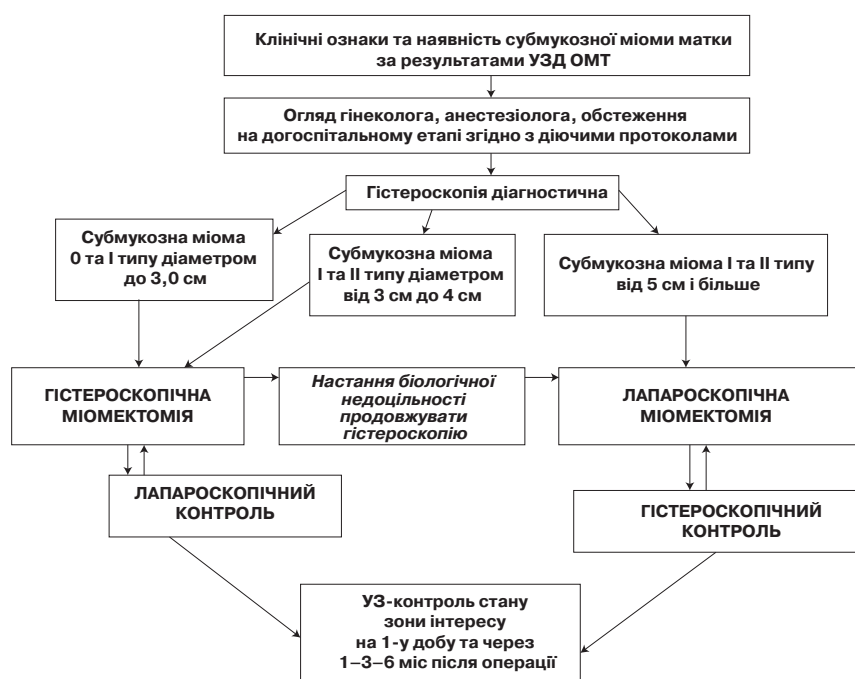 Клінічні ознаки та наявність субмукозної міоми матки
за результатами УЗД ОМТ
Огляд гінеколога, анестезіолога, обстеження
на догоспітальному етапі згідно з діючими протоколами
Гістероскопія діагностична
Субмукозна міома
0 та I типу діаметром
до 3,0 см
Субмукозна міома
I та II типу діаметром
від 3 см до 4 см
Субмукозна міома I та II типу
від 5 см і більше
ГІСТЕРОСКОПІЧНА
МІОМЕКТОМІЯ
Настання біологічної
недоцільності
продовжувати
гістероскопію
ЛАПАРОСКОПІЧНА
МІОМЕКТОМІЯ
ЛАПАРОСКОПІЧНИЙ
КОНТРОЛЬ
ГІСТЕРОСКОПІЧНИЙ
КОНТРОЛЬ
УЗ-контроль стану
зони інтересу
на 1-у добу та через
1–3–6 міс після операції